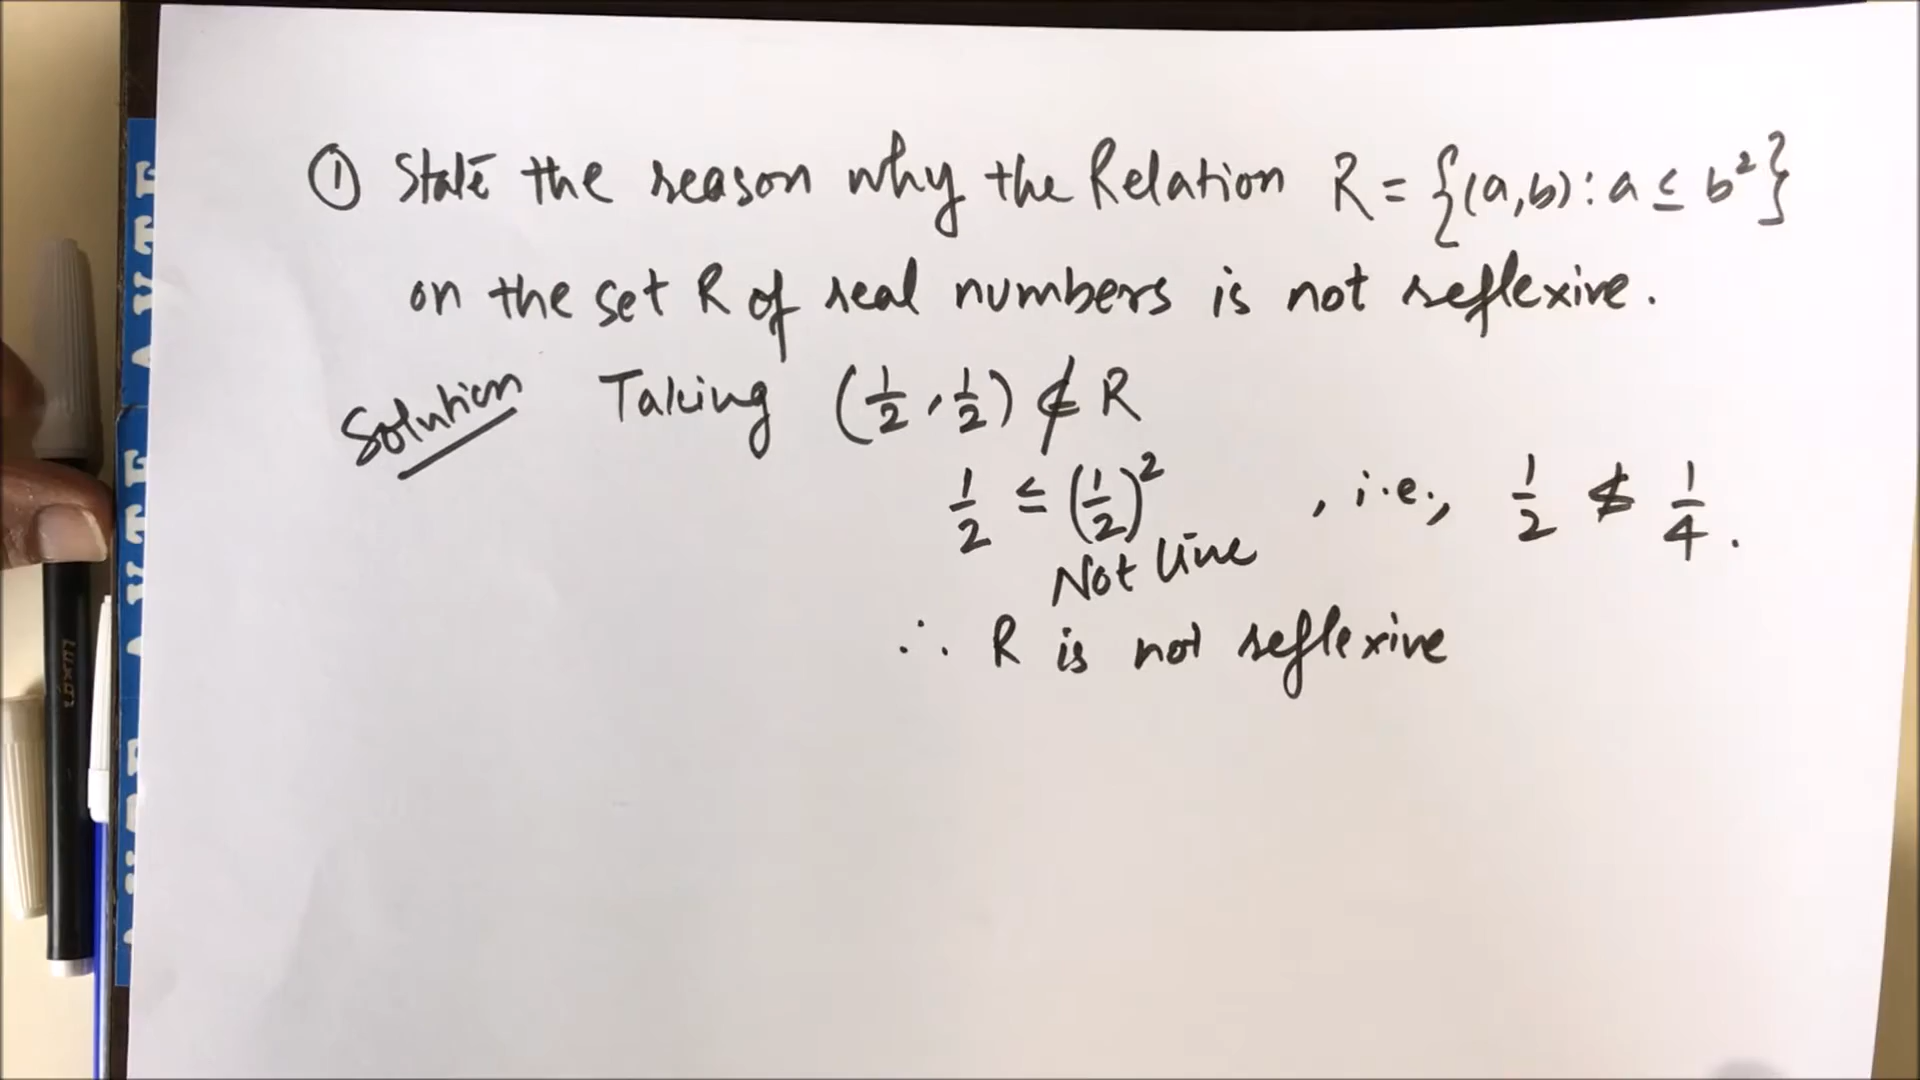 ① State the reason why the Relation R = {(a,b): a ≤ b²}
on the set R of real numbers is not reflexive.
Solution Taking (1/2, 1/2) ∉ R
1/2 ≤ (1/2)² , i.e., 1/2 ≰ 1/4 .
Not true
∴ R is not reflexive
LUXOR